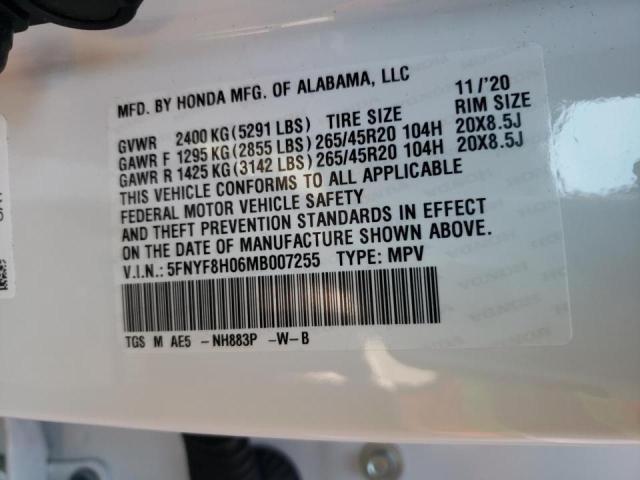 MFD. BY HONDA MFG. OF ALABAMA, LLC 11/'20
GVWR 2400 KG (5291 LBS) TIRE SIZE RIM SIZE
GAWR F 1295 KG (2855 LBS) 265/45R20 104H 20X8.5J
GAWR R 1425 KG (3142 LBS) 265/45R20 104H 20X8.5J
THIS VEHICLE CONFORMS TO ALL APPLICABLE
FEDERAL MOTOR VEHICLE SAFETY
AND THEFT PREVENTION STANDARDS IN EFFECT
ON THE DATE OF MANUFACTURE SHOWN ABOVE.
V.I.N.: 5FNYF8H06MB007255 TYPE: MPV
TGS M AE5 -NH883P -W-B